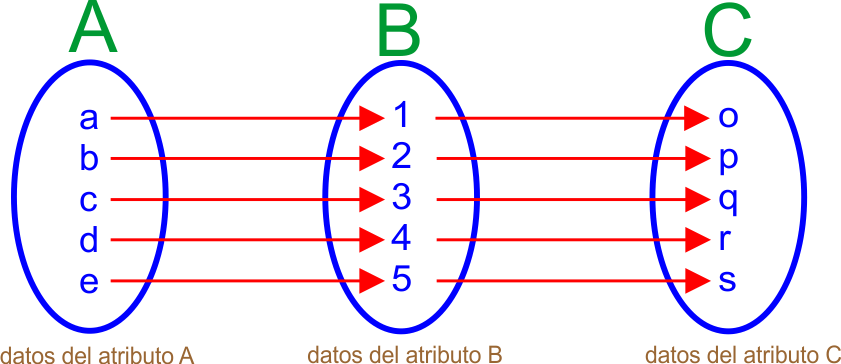 A B C
a 1 o
b 2 p
c 3 q
d 4 r
e 5 s
datos del atributo A datos del atributo B datos del atributo C